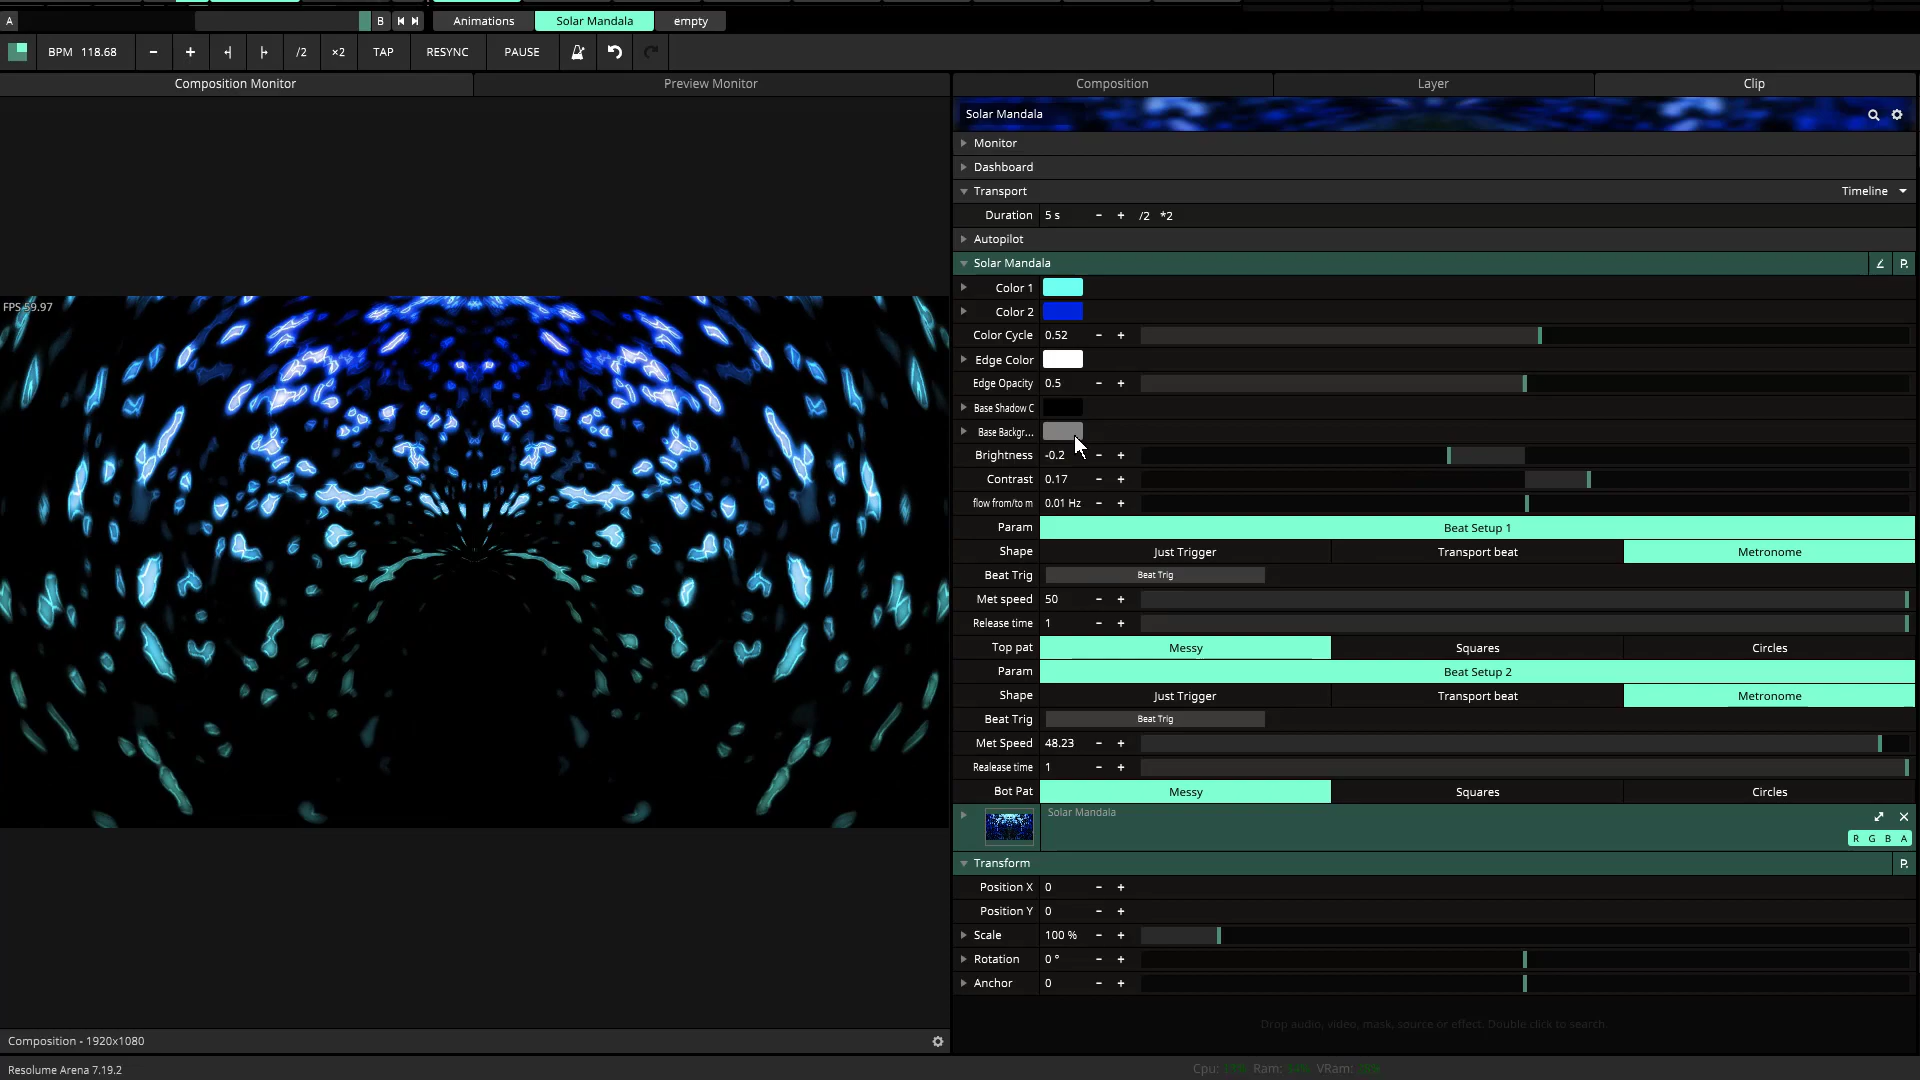 A
B
Animations
Solar Mandala
empty
BPM 118.68
-
+
/2
×2
TAP
RESYNC
PAUSE
Composition Monitor
Preview Monitor
Composition
Layer
Clip
Solar Mandala
Monitor
Dashboard
Transport
Timeline
Duration 5 s - + /2 *2
Autopilot
Solar Mandala P.
FPS 59.97
Color 1
Color 2
Color Cycle 0.52 - +
Edge Color
Edge Opacity 0.5 - +
Base Shadow C
Base Backgr...
Brightness -0.2 - +
Contrast 0.17 - +
flow from/to m 0.01 Hz - +
Param Beat Setup 1
Shape Just Trigger Transport beat Metronome
Beat Trig Beat Trig
Met speed 50 - +
Release time 1 - +
Top pat Messy Squares Circles
Param Beat Setup 2
Shape Just Trigger Transport beat Metronome
Beat Trig Beat Trig
Met Speed 48.23 - +
Realease time 1 - +
Bot Pat Messy Squares Circles
Solar Mandala
R G B A
Transform P.
Position X 0 - +
Position Y 0 - +
Scale 100 % - +
Rotation 0 ° - +
Anchor 0 - +
Drop audio, video, mask, source or effect. Double click to search.
Composition - 1920x1080
Resolume Arena 7.19.2
Cpu: Ram: VRam: